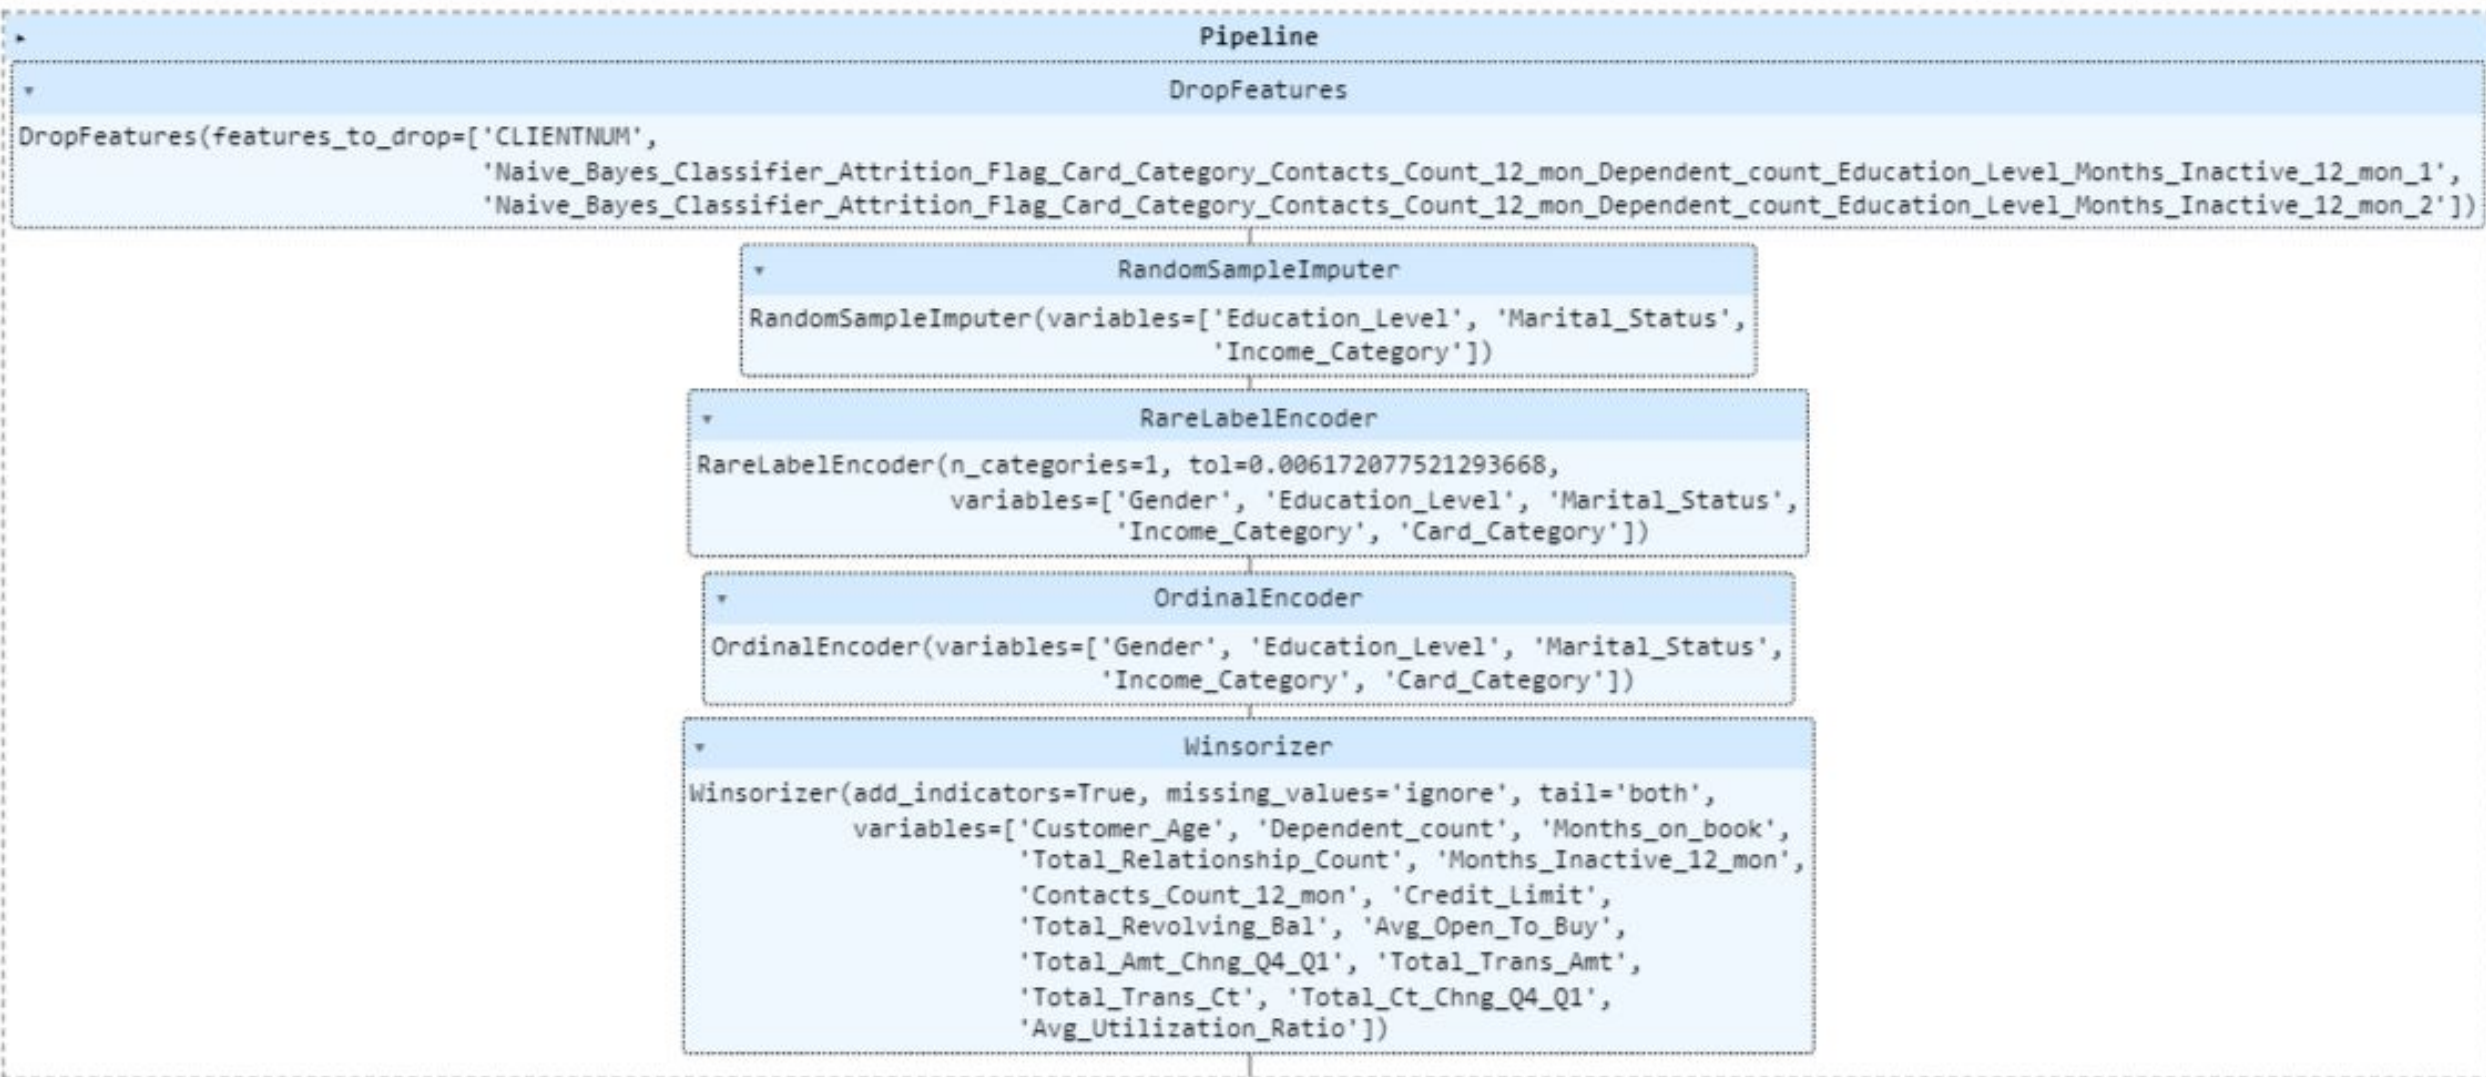 Pipeline
DropFeatures
DropFeatures(features_to_drop=['CLIENTNUM',
'Naive_Bayes_Classifier_Attrition_Flag_Card_Category_Contacts_Count_12_mon_Dependent_count_Education_Level_Months_Inactive_12_mon_1',
'Naive_Bayes_Classifier_Attrition_Flag_Card_Category_Contacts_Count_12_mon_Dependent_count_Education_Level_Months_Inactive_12_mon_2'])
RandomSampleImputer
RandomSampleImputer(variables=['Education_Level', 'Marital_Status',
'Income_Category'])
RareLabelEncoder
RareLabelEncoder(n_categories=1, tol=0.006172077521293668,
variables=['Gender', 'Education_Level', 'Marital_Status',
'Income_Category', 'Card_Category'])
OrdinalEncoder
OrdinalEncoder(variables=['Gender', 'Education_Level', 'Marital_Status',
'Income_Category', 'Card_Category'])
Winsorizer
Winsorizer(add_indicators=True, missing_values='ignore', tail='both',
variables=['Customer_Age', 'Dependent_count', 'Months_on_book',
'Total_Relationship_Count', 'Months_Inactive_12_mon',
'Contacts_Count_12_mon', 'Credit_Limit',
'Total_Revolving_Bal', 'Avg_Open_To_Buy',
'Total_Amt_Chng_Q4_Q1', 'Total_Trans_Amt',
'Total_Trans_Ct', 'Total_Ct_Chng_Q4_Q1',
'Avg_Utilization_Ratio'])